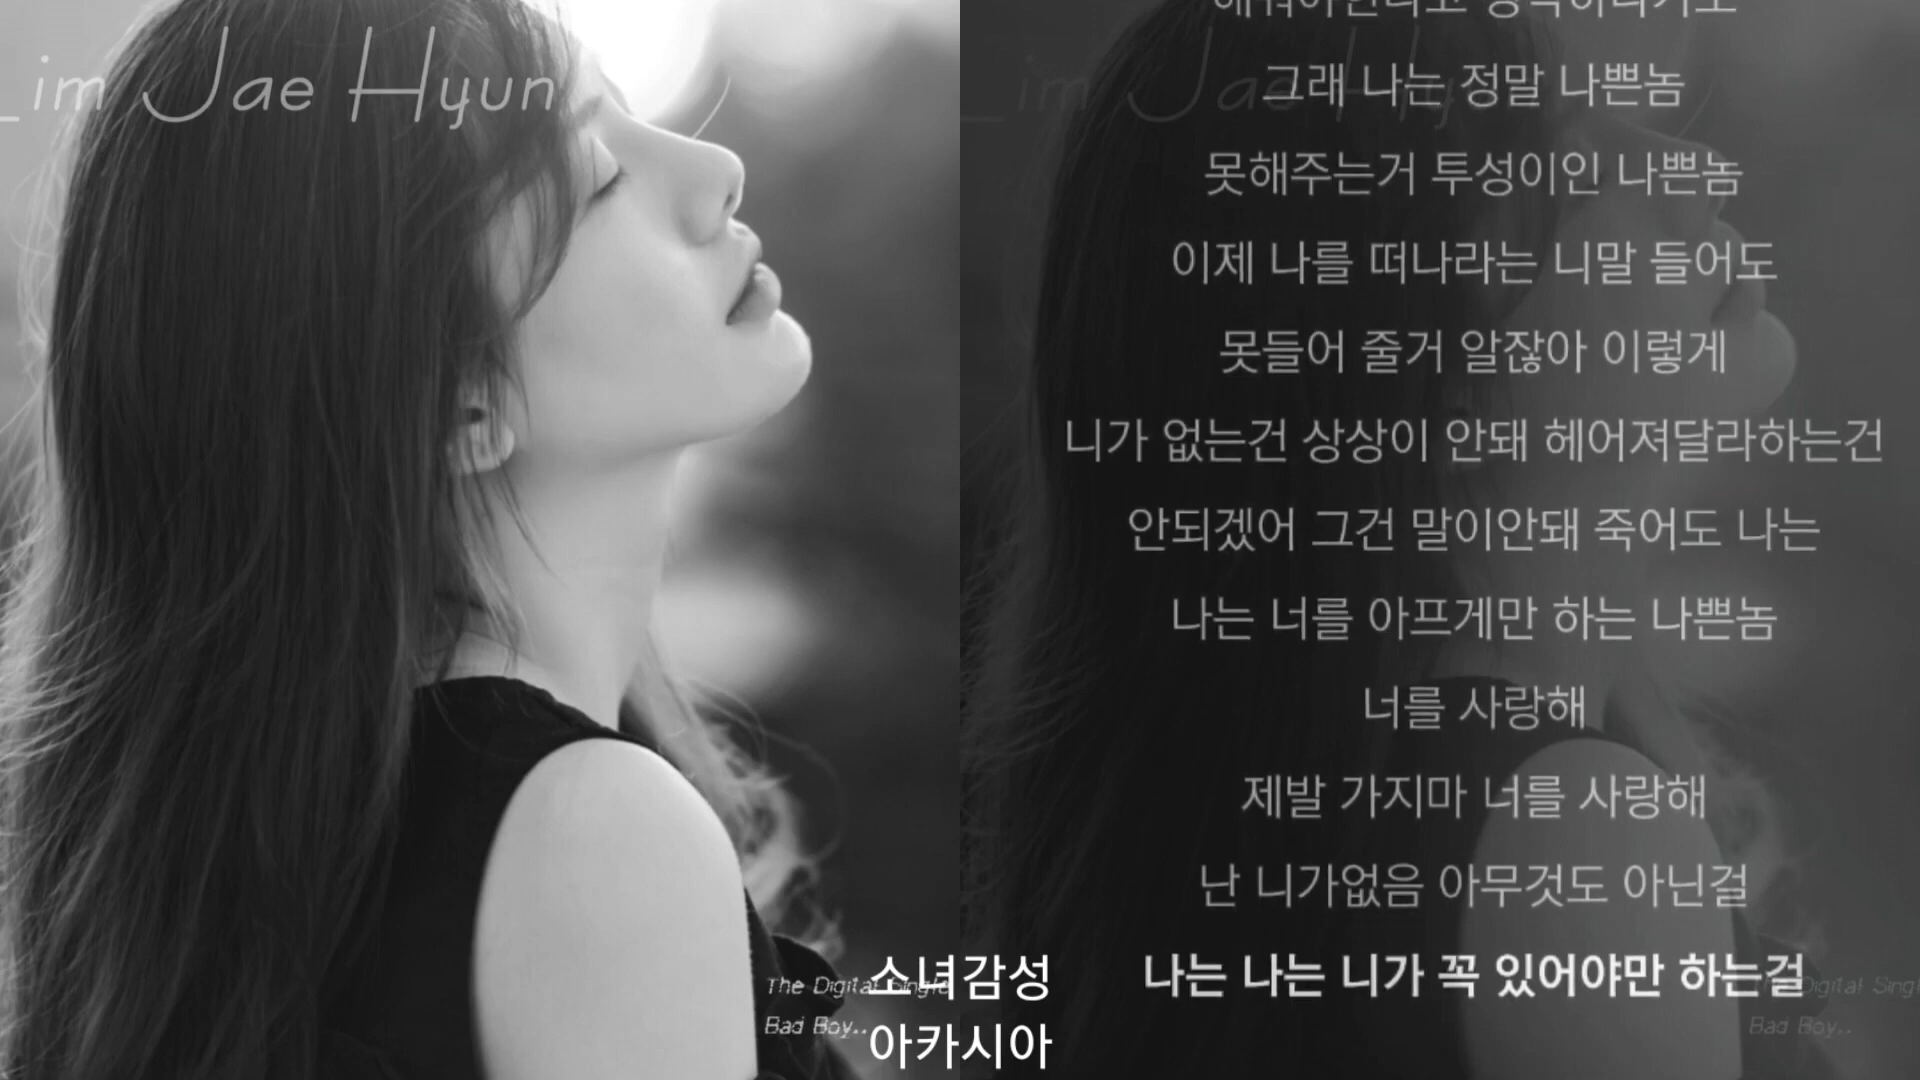 im Jae Hyun
The Digital Single
Bad Boy..
소녀감성
아카시아
그래 나는 정말 나쁜놈
못해주는거 투성이인 나쁜놈
이제 나를 떠나라는 니말 들어도
못들어 줄거 알잖아 이렇게
니가 없는건 상상이 안돼 헤어져달라하는건
안되겠어 그건 말이안돼 죽어도 나는
나는 너를 아프게만 하는 나쁜놈
너를 사랑해
제발 가지마 너를 사랑해
난 니가없음 아무것도 아닌걸
나는 나는 니가 꼭 있어야만 하는걸
Bad Boy..